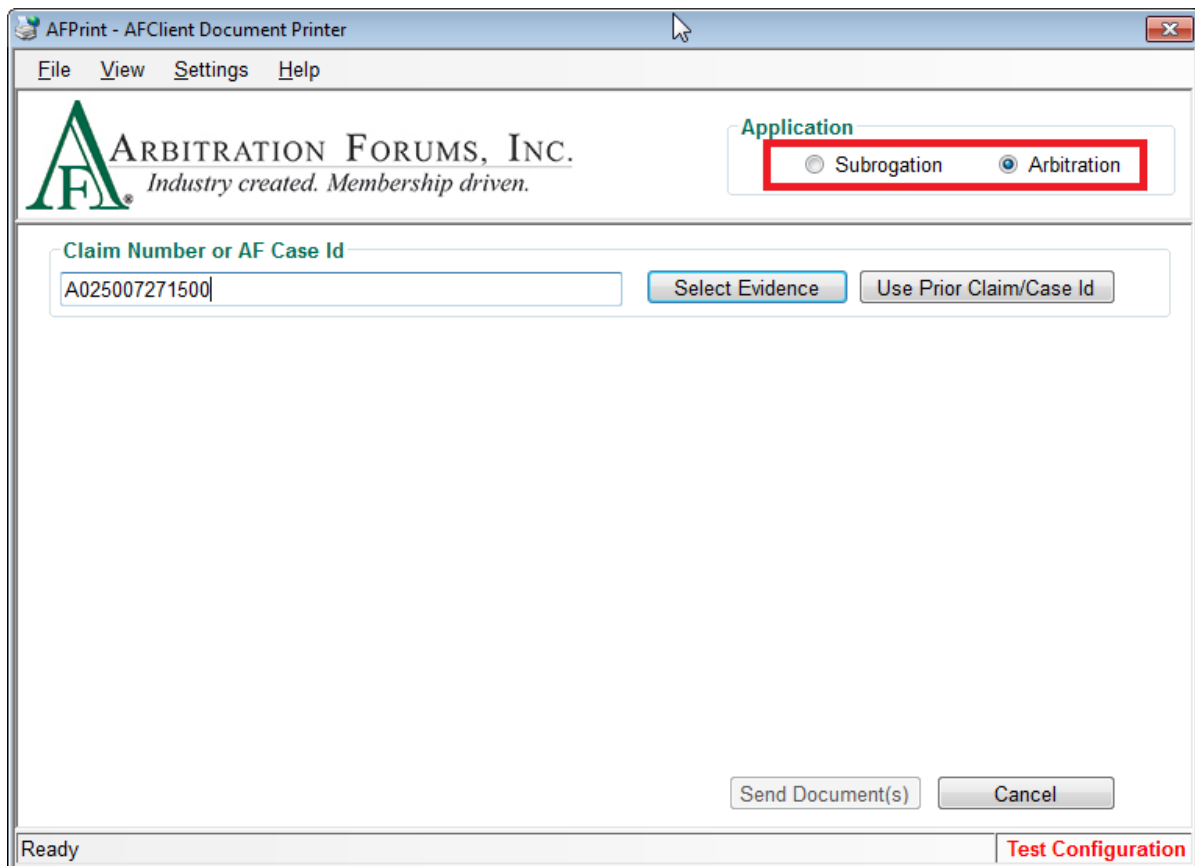 AFPrint - AFClient Document Printer
File View Settings Help
AF®
ARBITRATION FORUMS, INC.
Industry created. Membership driven.
Application
Subrogation Arbitration
Claim Number or AF Case Id
A025007271500
Select Evidence Use Prior Claim/Case Id
Send Document(s) Cancel
Ready Test Configuration